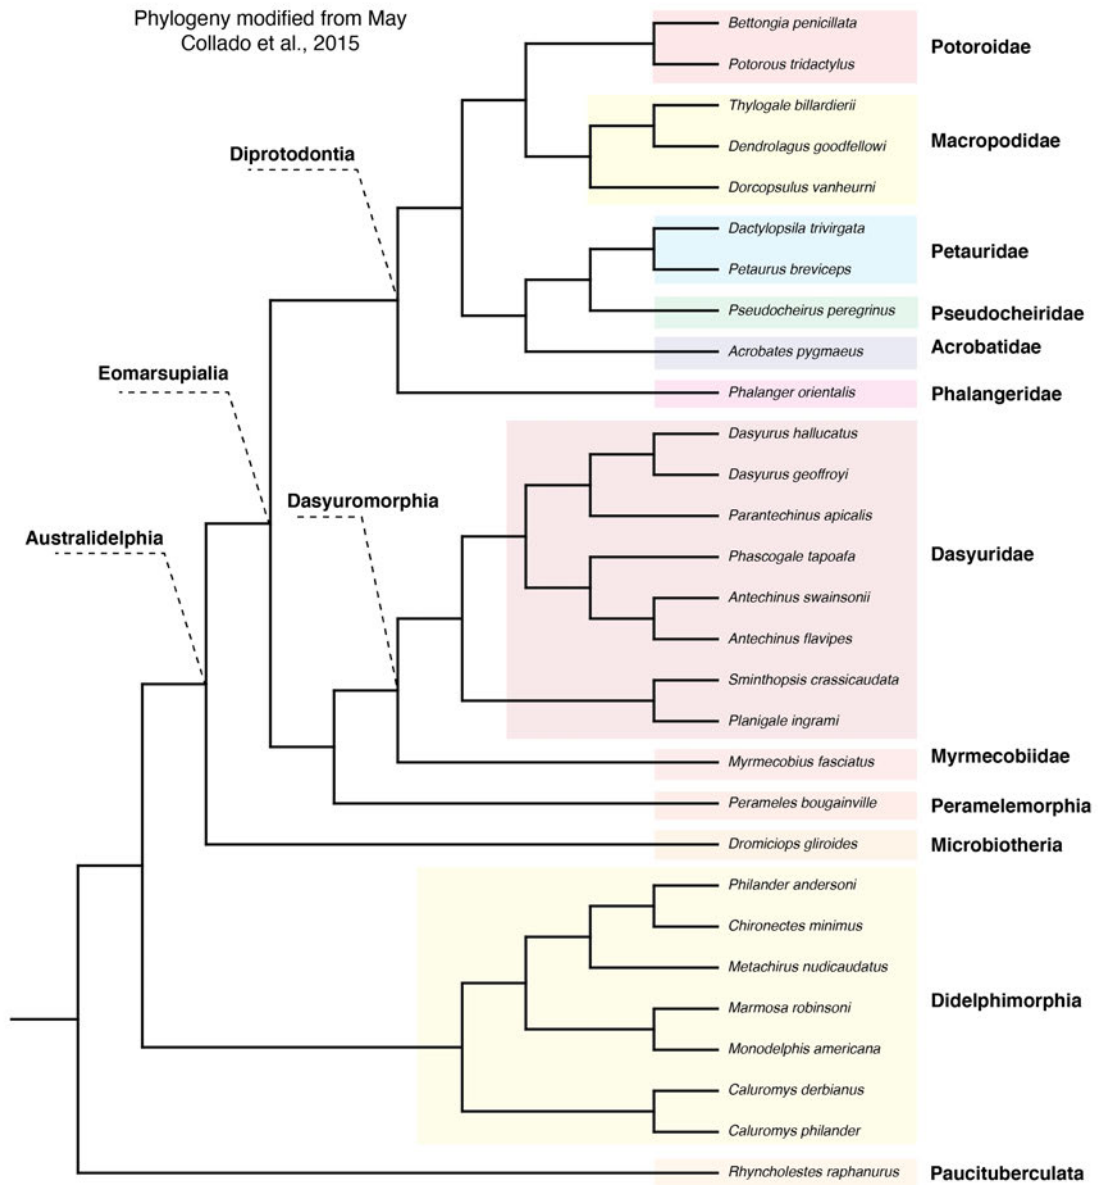 Phylogeny modified from May
Collado et al., 2015
Bettongia penicillata
Potoroidae
Potorous tridactylus
Thylogale billardierii
Macropodidae
Dendrolagus goodfellowi
Diprotodontia
Dorcopsulus vanheurni
Dactylopsila trivirgata
Petauridae
Petaurus breviceps
Pseudocheirus peregrinus
Pseudocheiridae
Acrobates pygmaeus
Acrobatidae
Eomarsupialia
Phalanger orientalis
Phalangeridae
Dasyurus hallucatus
Dasyurus geoffroyi
Dasyuromorphia
Parantechinus apicalis
Australidelphia
Phascogale tapoafa
Dasyuridae
Antechinus swainsonii
Antechinus flavipes
Sminthopsis crassicaudata
Planigale ingrami
Myrmecobius fasciatus
Myrmecobiidae
Perameles bougainville
Peramelemorphia
Dromiciops gliroides
Microbiotheria
Philander andersoni
Chironectes minimus
Metachirus nudicaudatus
Didelphimorphia
Marmosa robinsoni
Monodelphis americana
Caluromys derbianus
Caluromys philander
Rhyncholestes raphanurus
Paucituberculata